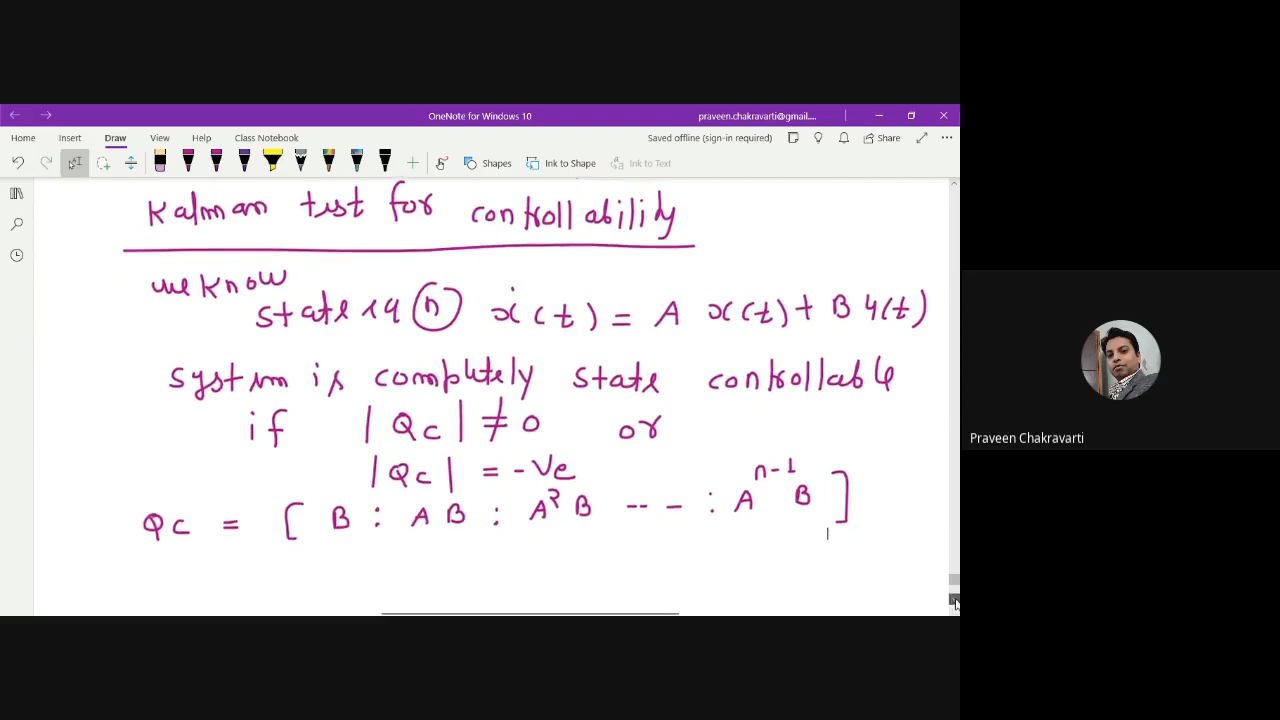 OneNote for Windows 10
praveen.chakravarti@gmail....
Home Insert Draw View Help Class Notebook
Saved offline (sign-in required)
Share
Shapes Ink to Shape Ink to Text
Kalman test for controllability
we know
state eq (n) ẋ(t) = A x(t) + B u(t)
system is completely state controllable
if |Qc| ≠ 0 or
|Qc| = -ve
Qc = [ B : AB : A²B --- : Aⁿ⁻¹ B ]
Praveen Chakravarti